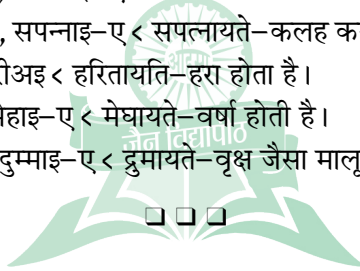 , सपन्नाइ–ए < सपत्नायते–कलह क
अइ < हरितायति–हरा होता है।
हाइ–ए < मेघायते–वर्षा होती है।
दुम्माइ–ए < द्रुमायते–वृक्ष जैसा मालू
जैन विद्यापीठ